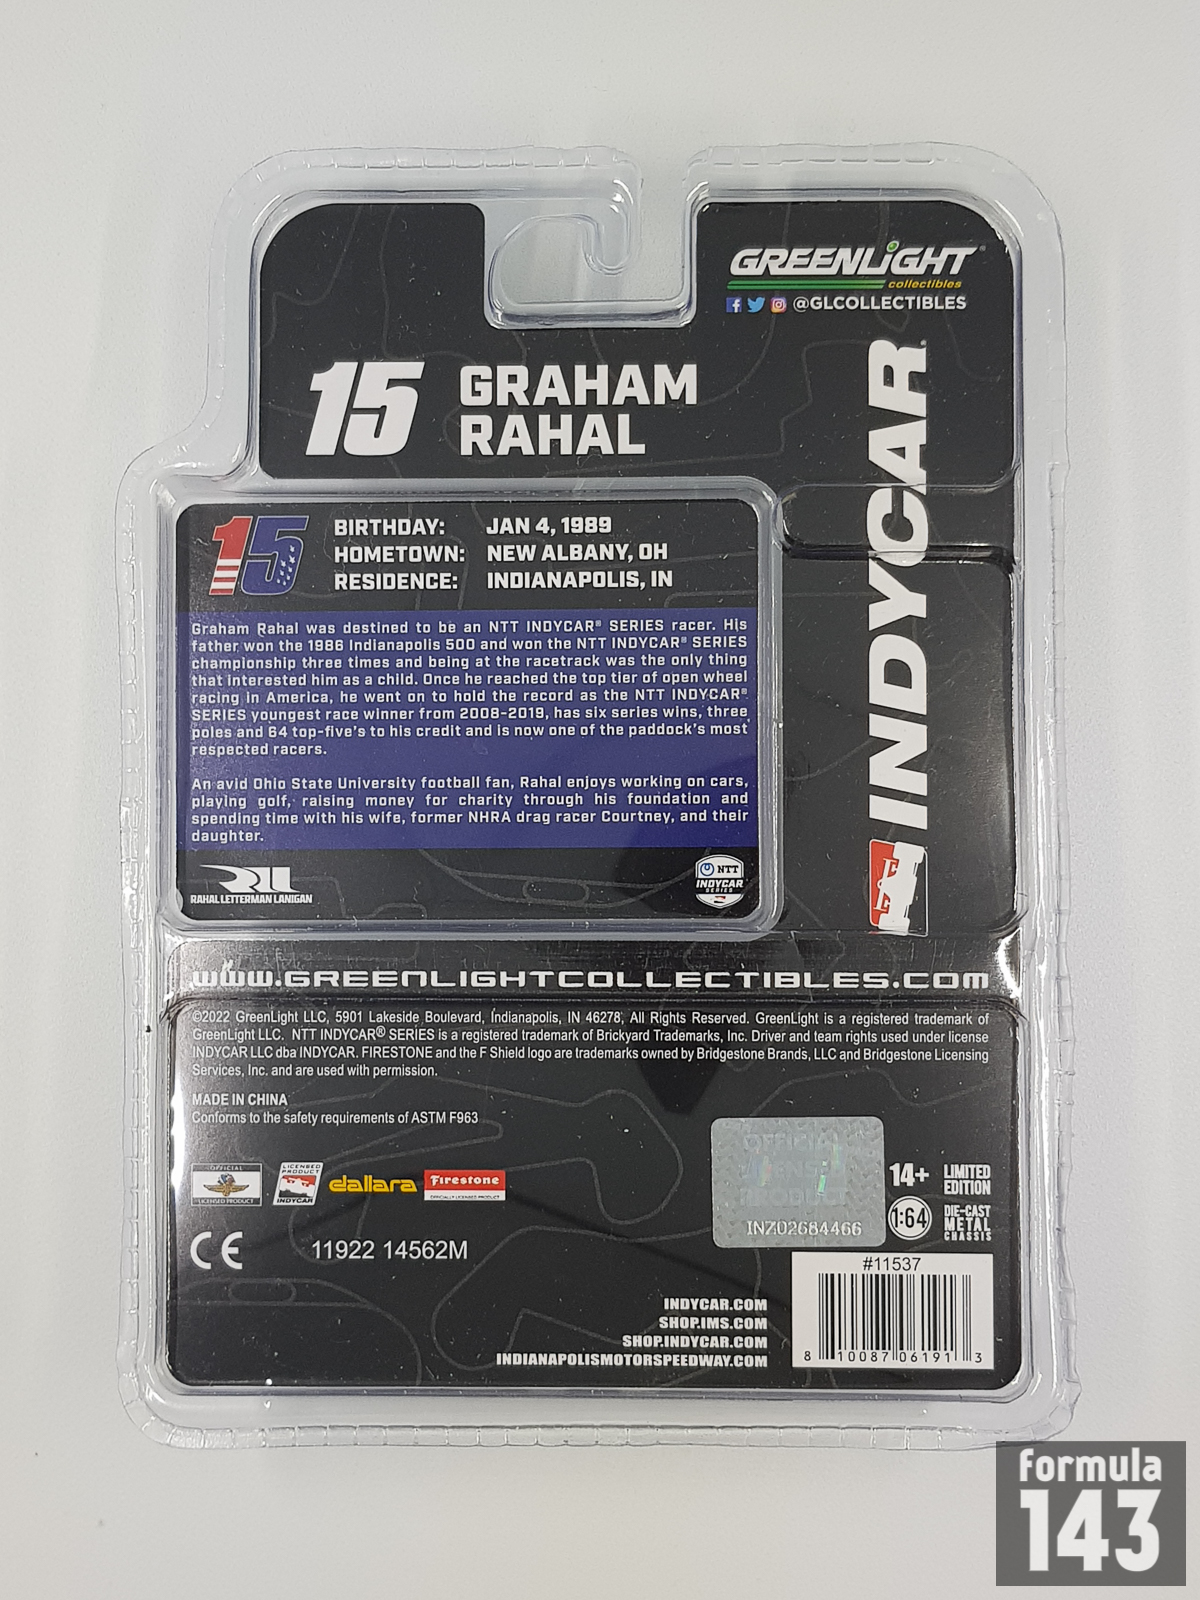 GREENLiGHT®
collectibles
@GLCOLLECTIBLES
15 GRAHAM
RAHAL
INDYCAR
15
BIRTHDAY: JAN 4, 1989
HOMETOWN: NEW ALBANY, OH
RESIDENCE: INDIANAPOLIS, IN
Graham Rahal was destined to be an NTT INDYCAR® SERIES racer. His
father won the 1986 Indianapolis 500 and won the NTT INDYCAR® SERIES
championship three times and being at the racetrack was the only thing
that interested him as a child. Once he reached the top tier of open wheel
racing in America, he went on to hold the record as the NTT INDYCAR®
SERIES youngest race winner from 2008-2019, has six series wins, three
poles and 64 top-five's to his credit and is now one of the paddock's most
respected racers.
An avid Ohio State University football fan, Rahal enjoys working on cars,
playing golf, raising money for charity through his foundation and
spending time with his wife, former NHRA drag racer Courtney, and their
daughter.
RLL
RAHAL LETTERMAN LANIGAN
NTT
INDYCAR
SERIES
www.GREENLIGHTCOLLECTIBLES.COM
©2022 GreenLight LLC, 5901 Lakeside Boulevard, Indianapolis, IN 46278, All Rights Reserved. GreenLight is a registered trademark of
GreenLight LLC. NTT INDYCAR® SERIES is a registered trademark of Brickyard Trademarks, Inc. Driver and team rights used under license
INDYCAR LLC dba INDYCAR. FIRESTONE and the F Shield logo are trademarks owned by Bridgestone Brands, LLC and Bridgestone Licensing
Services, Inc. and are used with permission.
MADE IN CHINA
Conforms to the safety requirements of ASTM F963
OFFICIAL
LICENSED PRODUCT
LICENSED
PRODUCT
INDYCAR
dallara
Firestone
OFFICIALLY LICENSED PRODUCT
INZ02684466
14+ LIMITED
EDITION
1:64 DIE-CAST
METAL
CHASSIS
CE 11922 14562M
#11537
8 10087 06191 3
INDYCAR.COM
SHOP.IMS.COM
SHOP.INDYCAR.COM
INDIANAPOLISMOTORSPEEDWAY.COM
formula
143